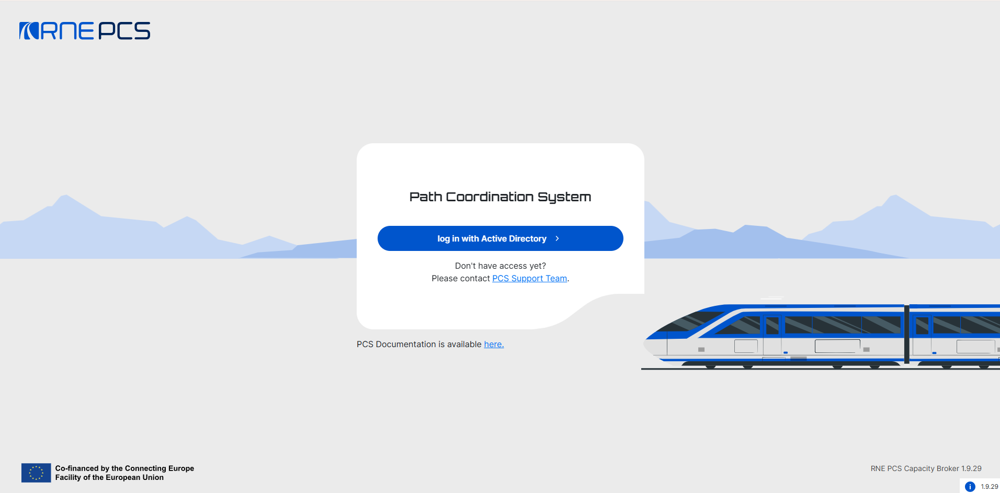 RNE PCS
Path Coordination System
log in with Active Directory
Don't have access yet?
Please contact PCS Support Team.
PCS Documentation is available here.
Co-financed by the Connecting Europe
Facility of the European Union
RNE PCS Capacity Broker 1.9.29
i 1.9.29